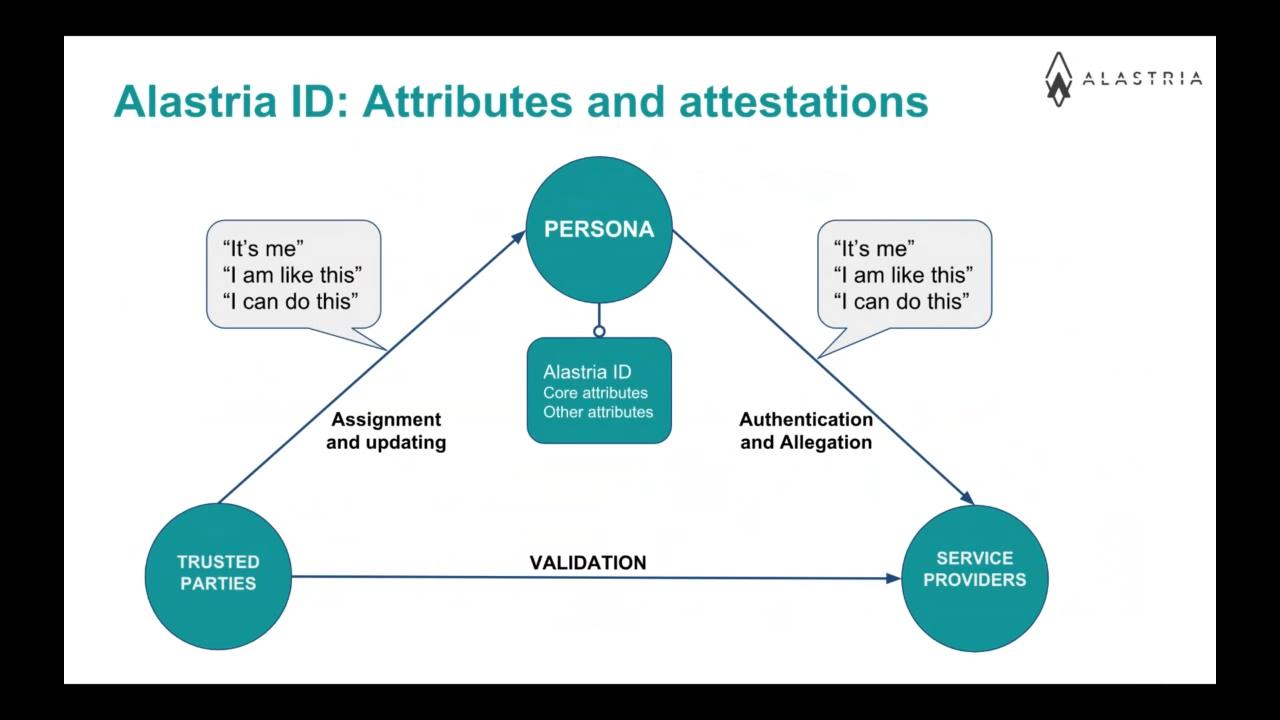 ALASTRIA
Alastria ID: Attributes and attestations
PERSONA
“It’s me”
“I am like this”
“I can do this”
“It’s me”
“I am like this”
“I can do this”
Alastria ID
Core attributes
Other attributes
Assignment
and updating
Authentication
and Allegation
TRUSTED
PARTIES
VALIDATION
SERVICE
PROVIDERS